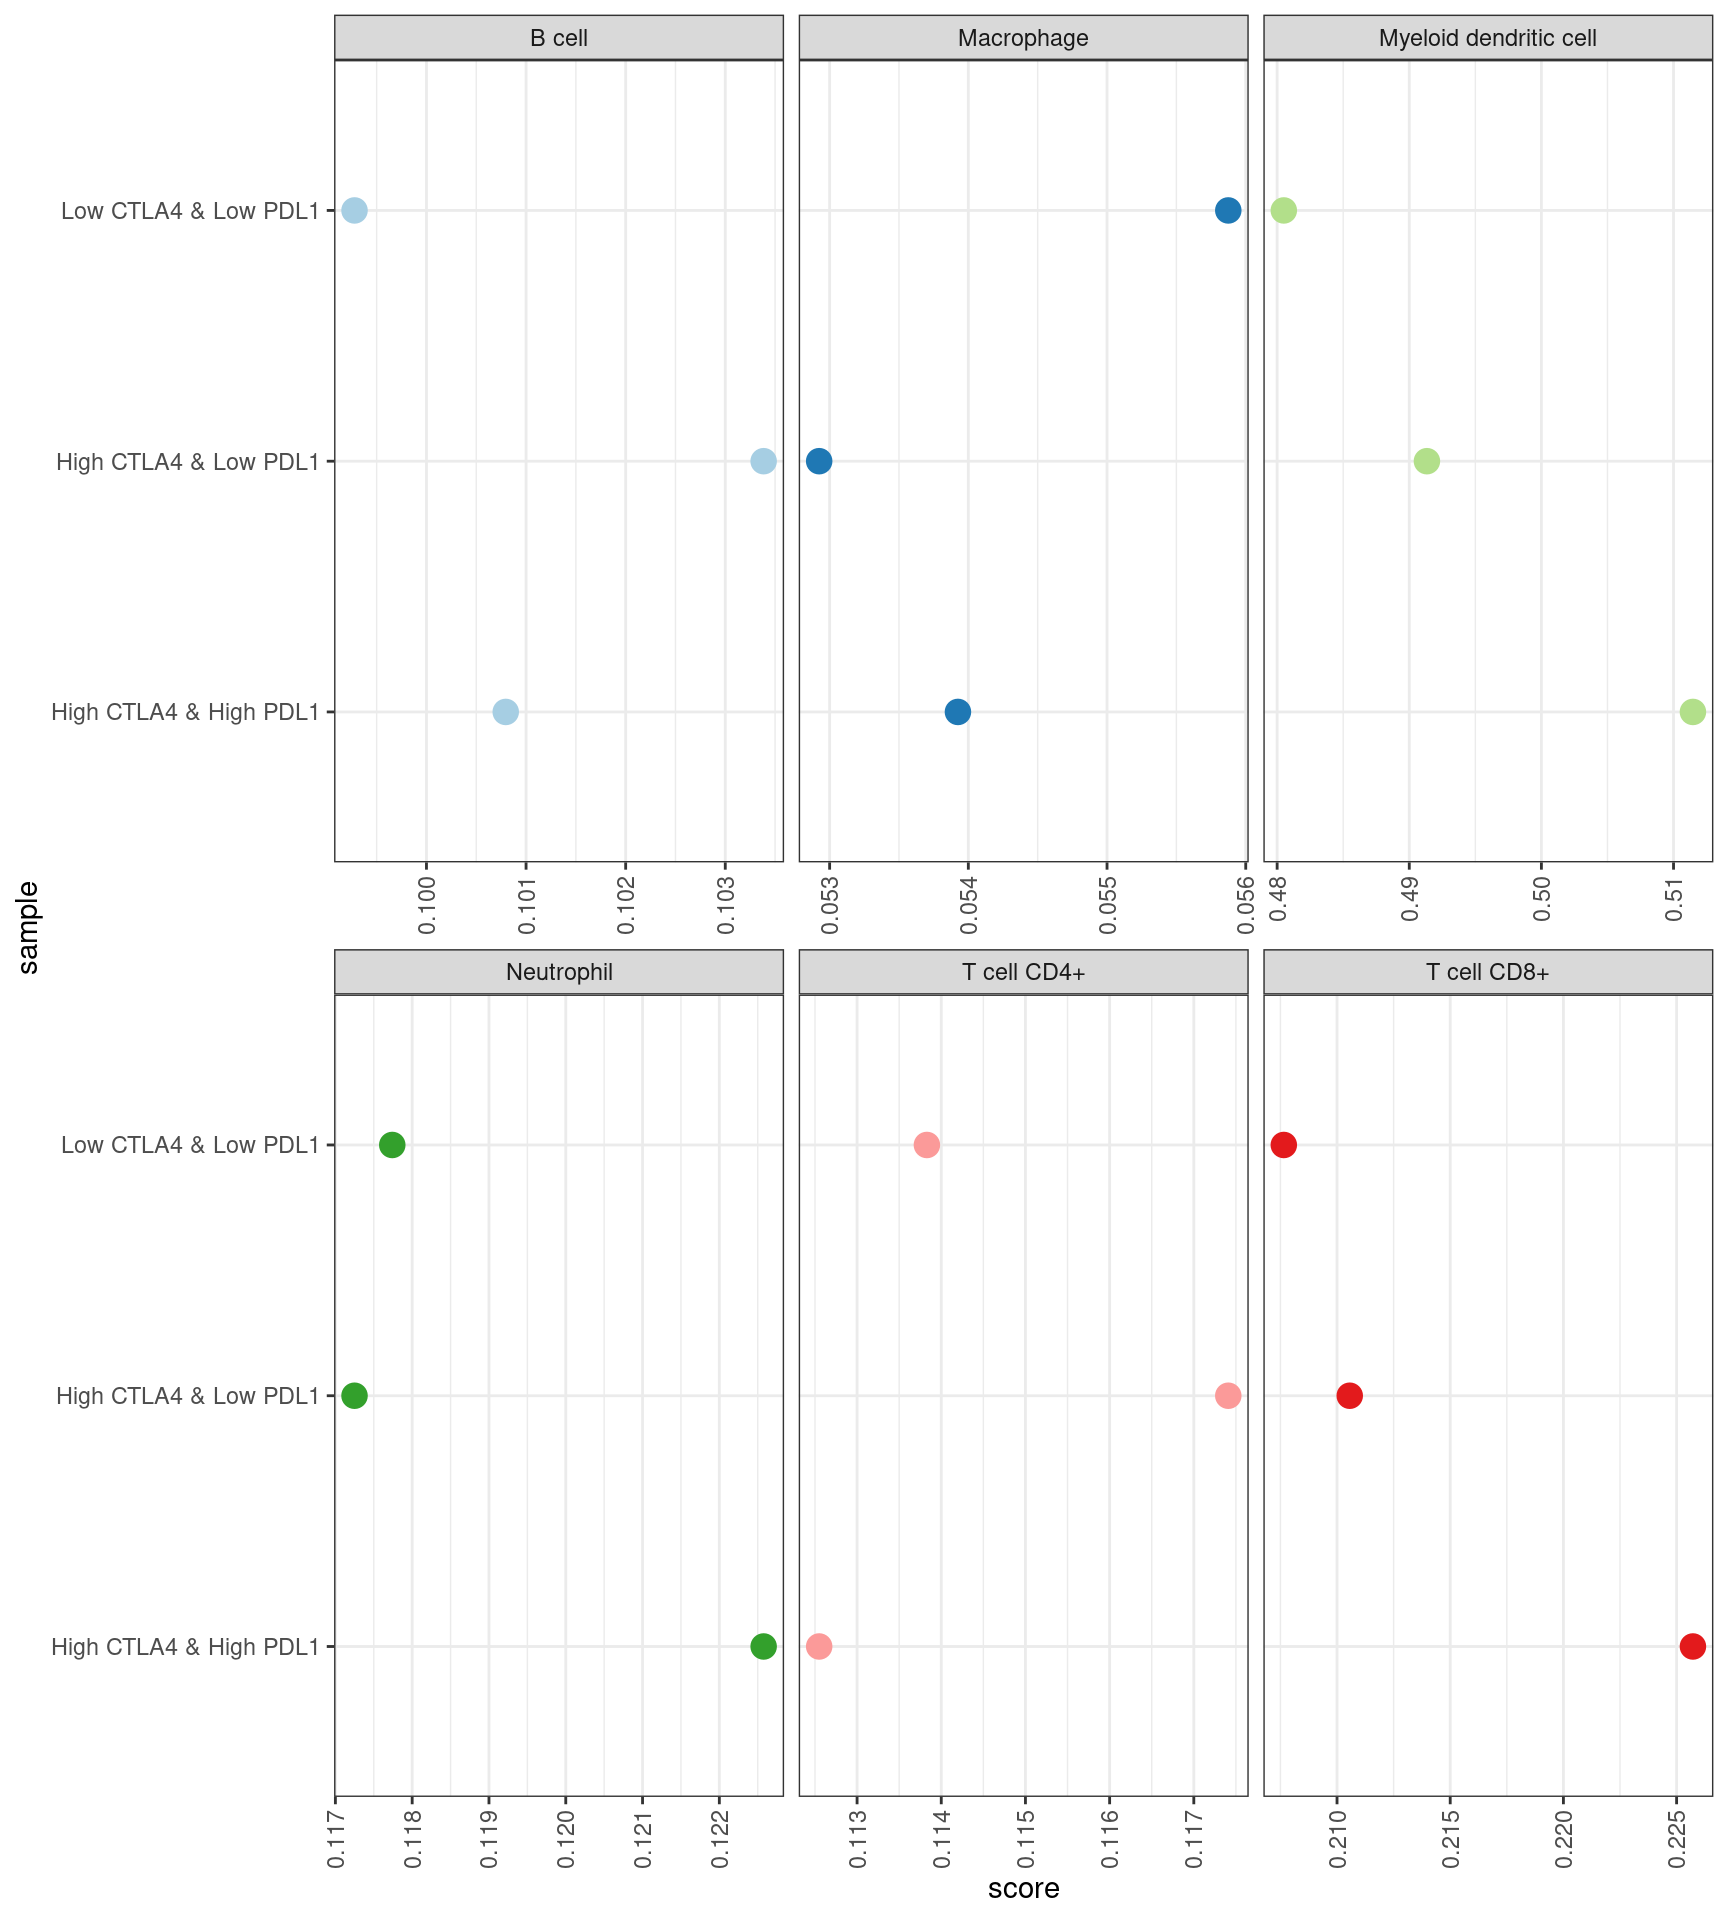 B cell
Macrophage
Myeloid dendritic cell
Low CTLA4 & Low PDL1
High CTLA4 & Low PDL1
High CTLA4 & High PDL1
0.100
0.101
0.102
0.103
0.053
0.054
0.055
0.056
0.48
0.49
0.50
0.51
sample
Neutrophil
T cell CD4+
T cell CD8+
Low CTLA4 & Low PDL1
High CTLA4 & Low PDL1
High CTLA4 & High PDL1
0.117
0.118
0.119
0.120
0.121
0.122
0.113
0.114
0.115
0.116
0.117
0.210
0.215
0.220
0.225
score